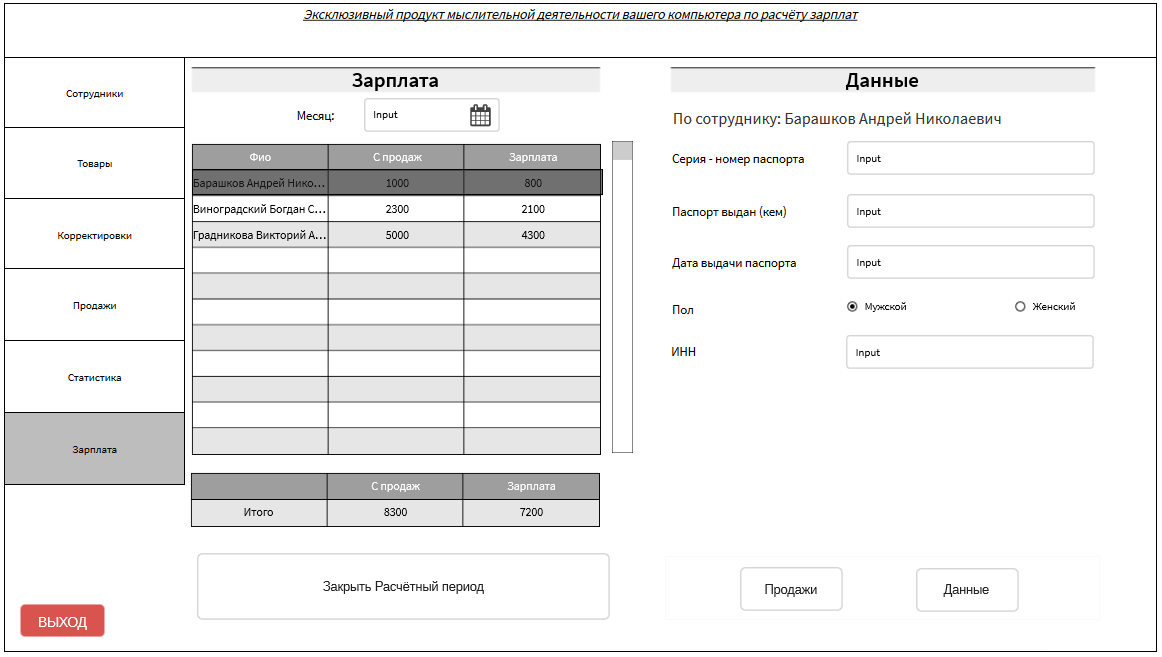 Эксклюзивный продукт мыслительной деятельности вашего компьютера по расчёту зарплат
Сотрудники
Товары
Корректировки
Продажи
Статистика
Зарплата
ВЫХОД
Зарплата
Месяц: Input
Фио С продаж Зарплата
Барашков Андрей Нико... 1000 800
Виноградский Богдан С... 2300 2100
Градникова Викторий А... 5000 4300
С продаж Зарплата
Итого 8300 7200
Закрыть Расчётный период
Данные
По сотруднику: Барашков Андрей Николаевич
Серия - номер паспорта Input
Паспорт выдан (кем) Input
Дата выдачи паспорта Input
Пол Мужской Женский
ИНН Input
Продажи Данные